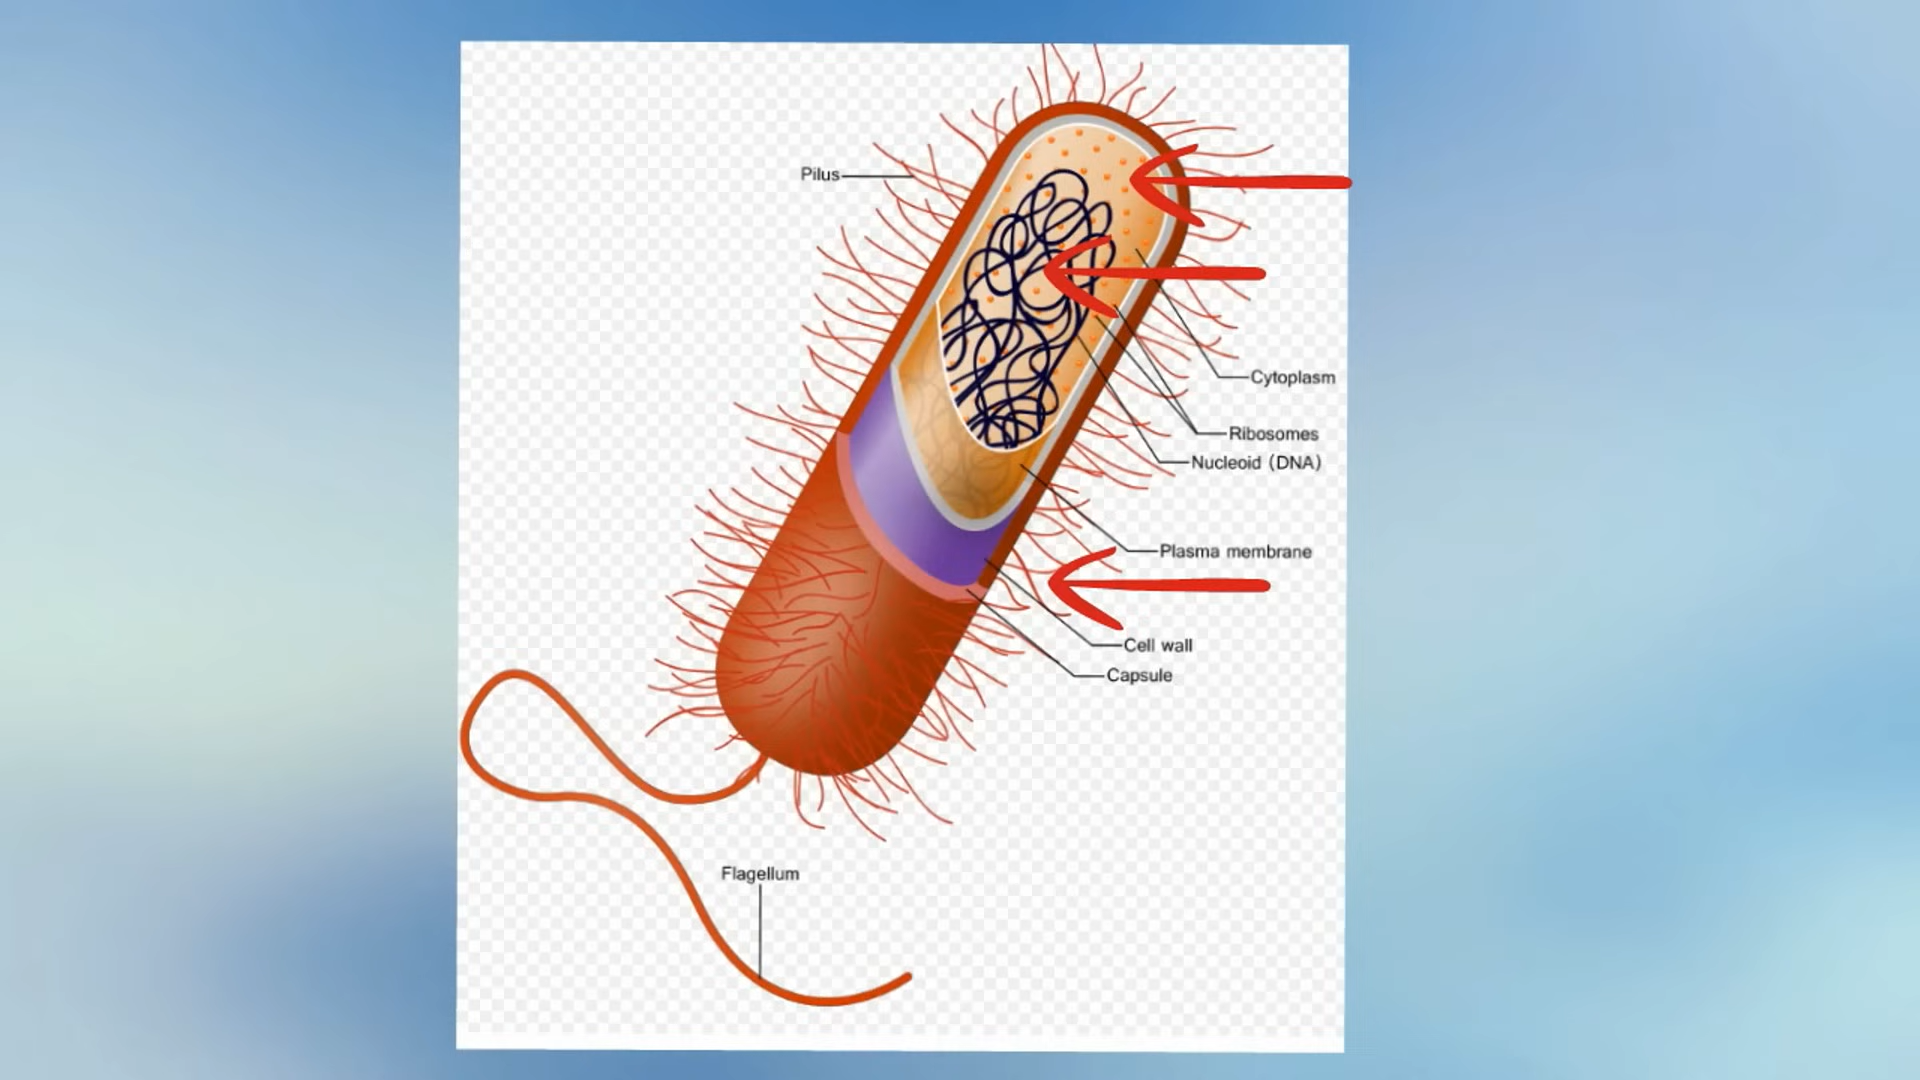 Pilus
Cytoplasm
Ribosomes
Nucleoid (DNA)
Plasma membrane
Cell wall
Capsule
Flagellum